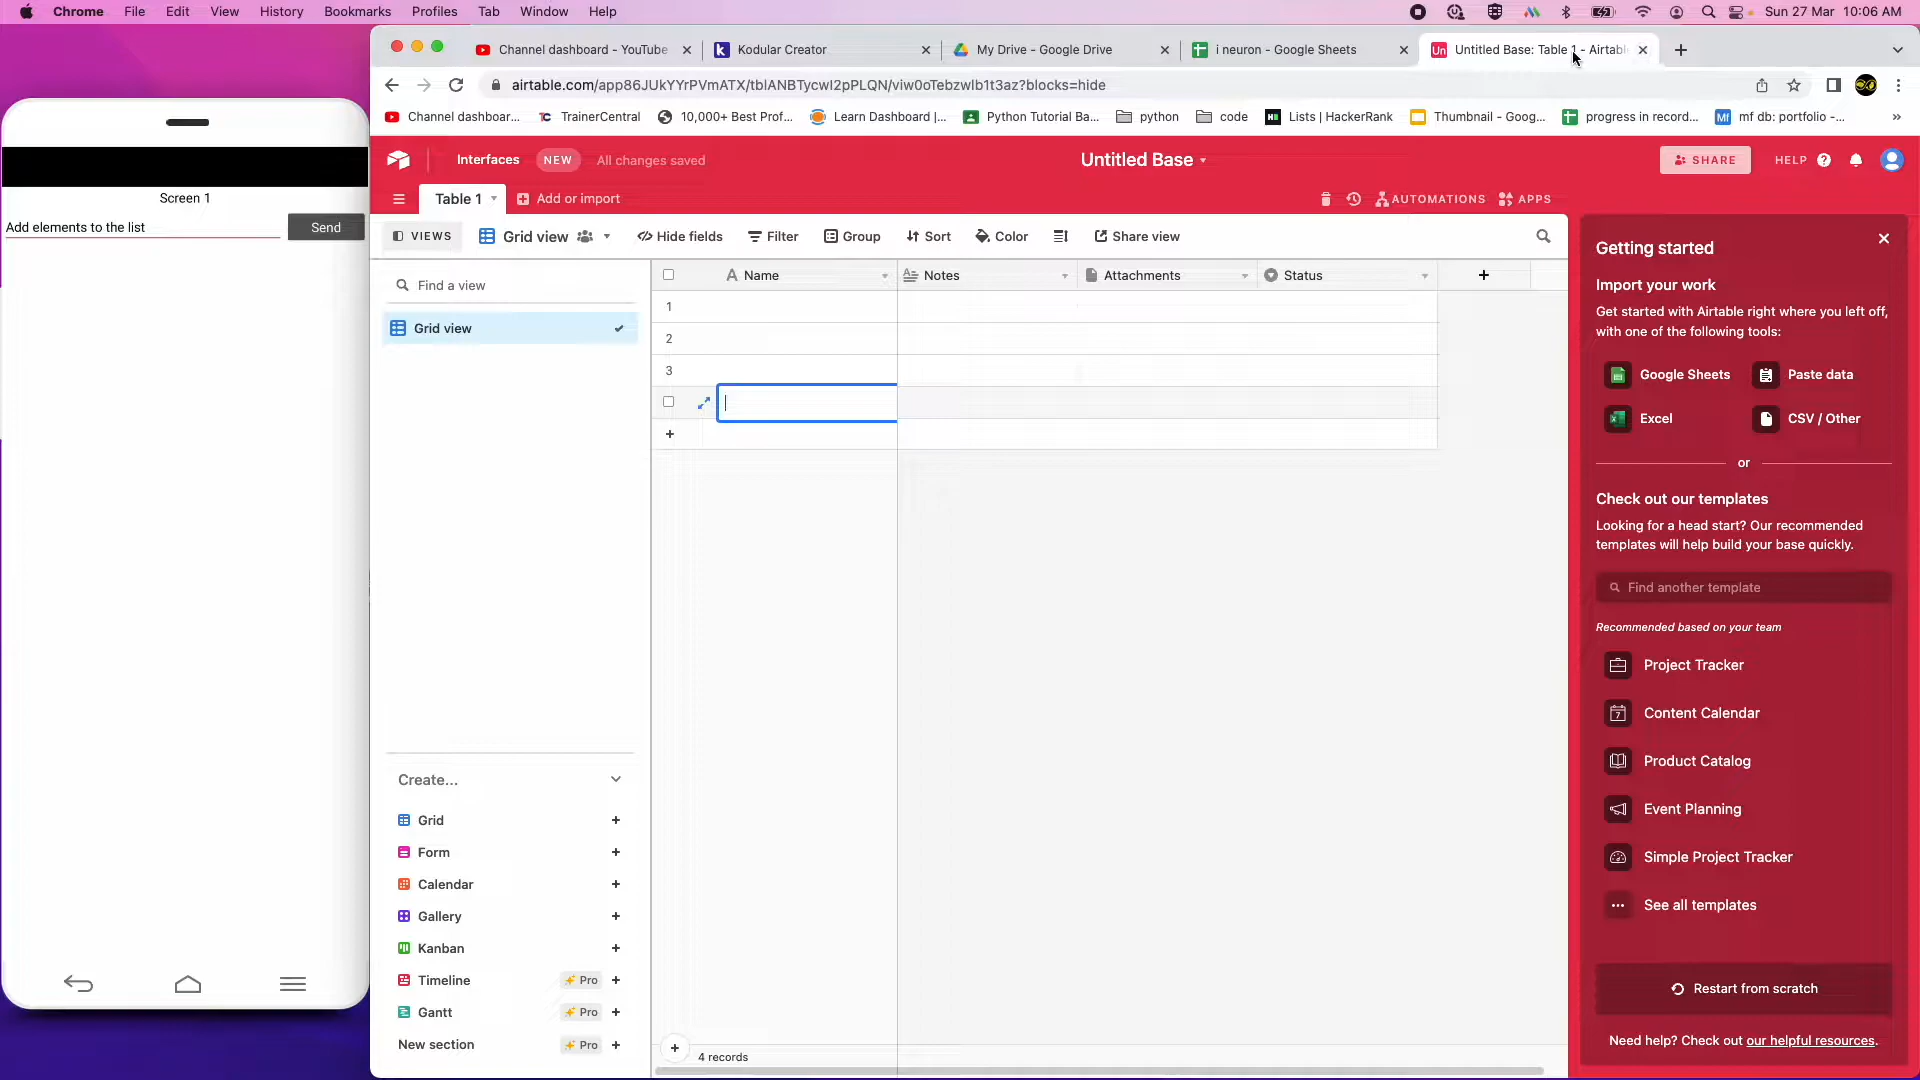 Chrome File Edit View History Bookmarks Profiles Tab Window Help Sun 27 Mar 10:06 AM
Channel dashboard - YouTube Kodular Creator My Drive - Google Drive i neuron - Google Sheets Untitled Base: Table 1 - Airtabl
airtable.com/app86JUkYYrPVmATX/tblANBTycwI2pPLQN/viw0oTebzwlb1t3az?blocks=hide
Channel dashboar... TrainerCentral 10,000+ Best Prof... Learn Dashboard |... Python Tutorial Ba... python code Lists | HackerRank Thumbnail - Goog... progress in record... mf db: portfolio -... »
Interfaces NEW All changes saved Untitled Base SHARE HELP
Table 1 Add or import AUTOMATIONS APPS
VIEWS Grid view Hide fields Filter Group Sort Color Share view
Find a view
Grid view
Name Notes Attachments Status
1
2
3
4 records
Create...
Grid
Form
Calendar
Gallery
Kanban
Timeline Pro
Gantt Pro
New section Pro
Getting started
Import your work
Get started with Airtable right where you left off,
with one of the following tools:
Google Sheets Paste data
Excel CSV / Other
or
Check out our templates
Looking for a head start? Our recommended
templates will help build your base quickly.
Find another template
Recommended based on your team
Project Tracker
Content Calendar
Product Catalog
Event Planning
Simple Project Tracker
See all templates
Restart from scratch
Need help? Check out our helpful resources.
Screen 1
Add elements to the list Send